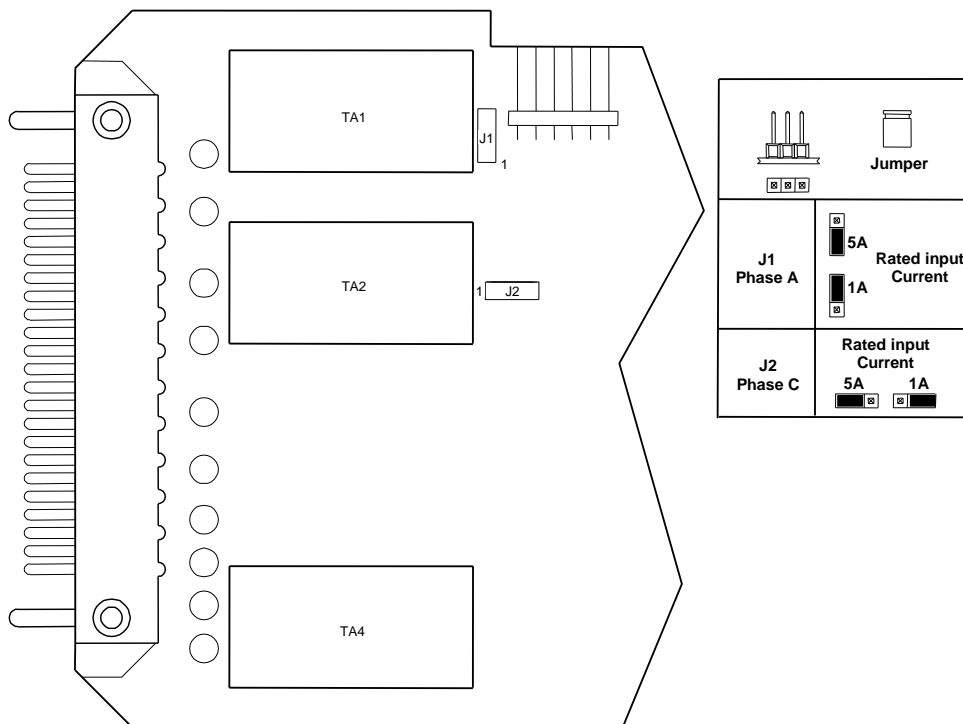 TA1
J1
1
TA2
1
J2
TA4
Jumper
J1
Phase A
5A
1A
Rated input
Current
J2
Phase C
Rated input
Current
5A 1A